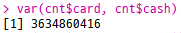 > var(cnt$card, cnt$cash)
[1] 3634860416